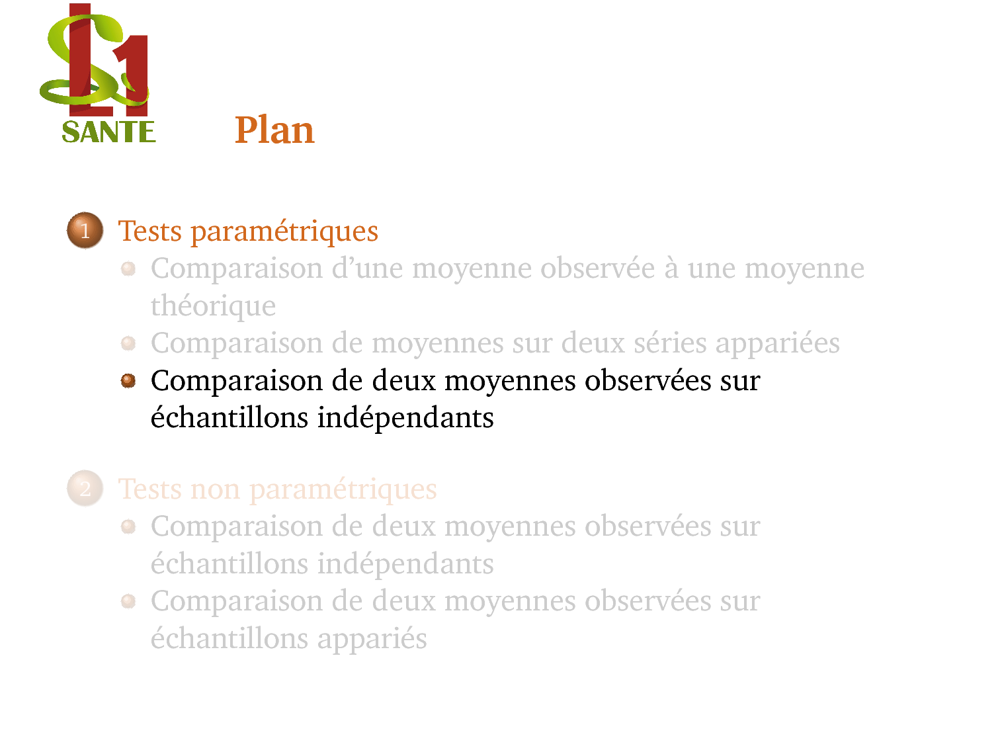 L1
SANTE
Plan
1 Tests paramétriques
Comparaison d’une moyenne observée à une moyenne
théorique
Comparaison de moyennes sur deux séries appariées
Comparaison de deux moyennes observées sur
échantillons indépendants
2 Tests non paramétriques
Comparaison de deux moyennes observées sur
échantillons indépendants
Comparaison de deux moyennes observées sur
échantillons appariés